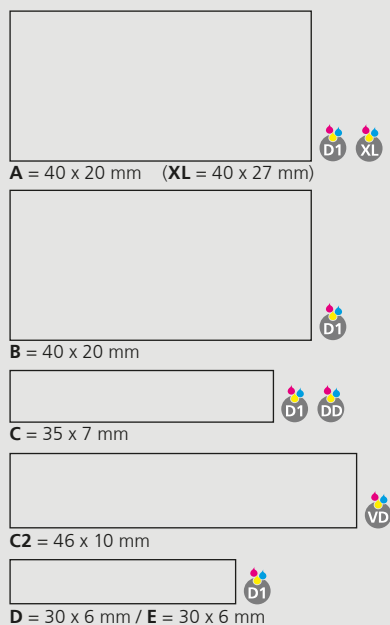 D1 XL
A = 40 x 20 mm (XL = 40 x 27 mm)
D1
B = 40 x 20 mm
D1 DD
C = 35 x 7 mm
VD
C2 = 46 x 10 mm
D1
D = 30 x 6 mm / E = 30 x 6 mm